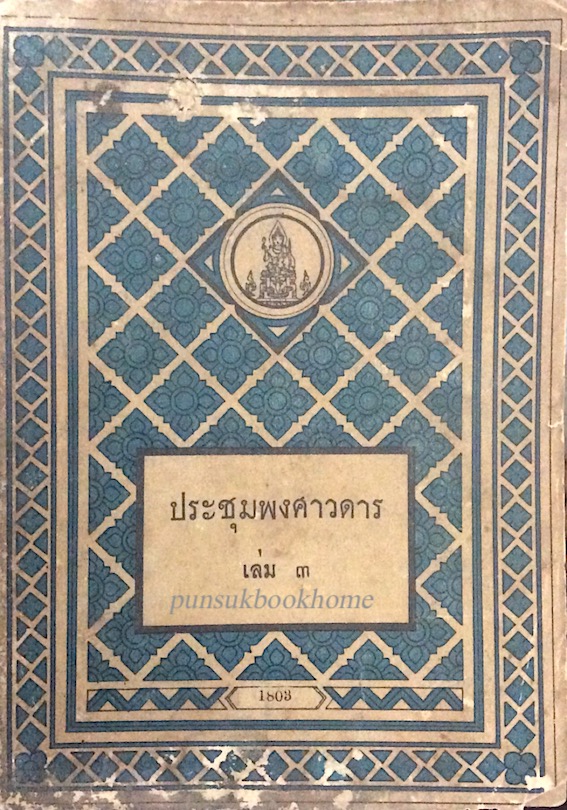 ประชุมพงศาวดาร
เล่ม ๓
punsukbookhome
1803